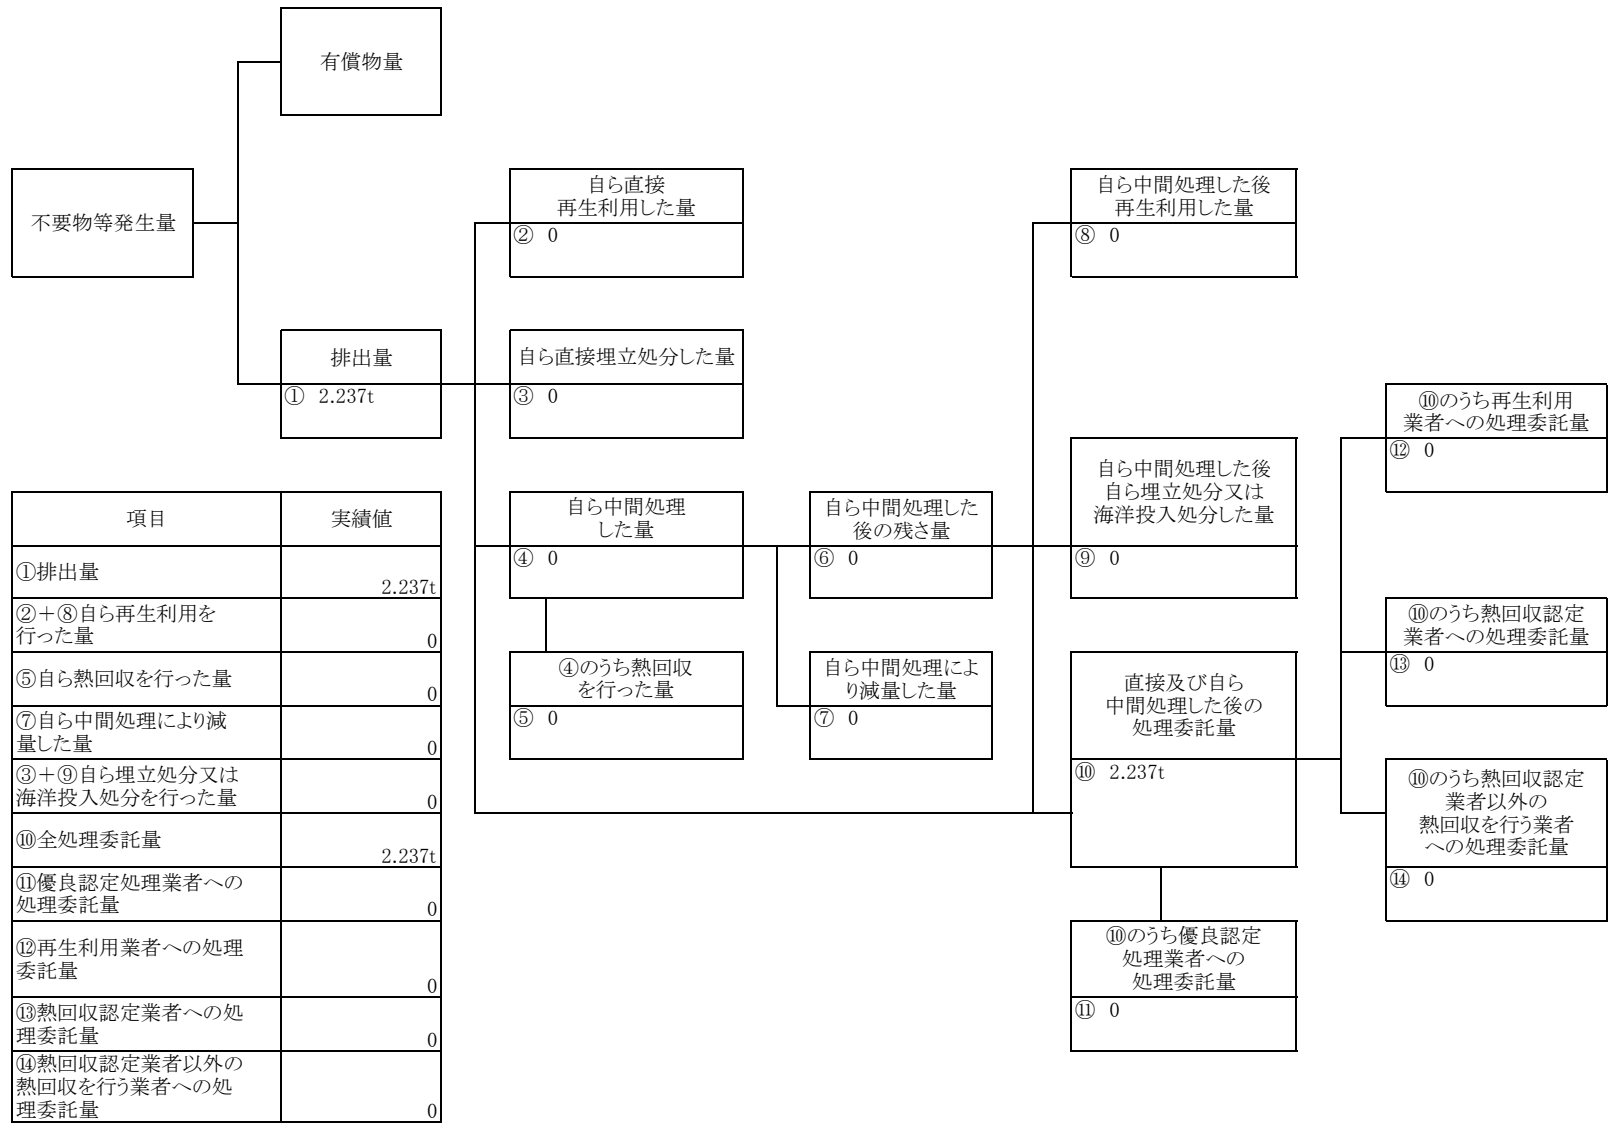 有償物量
不要物等発生量
自ら直接
再生利用した量
② 0
自ら中間処理した後
再生利用した量
⑧ 0
排出量
① 2.237t
自ら直接埋立処分した量
③ 0
⑩のうち再生利用
業者への処理委託量
⑫ 0
自ら中間処理した後
自ら埋立処分又は
海洋投入処分した量
⑨ 0
自ら中間処理
した量
④ 0
自ら中間処理した
後の残さ量
⑥ 0
⑩のうち熱回収認定
業者への処理委託量
⑬ 0
④のうち熱回収
を行った量
⑤ 0
自ら中間処理によ
り減量した量
⑦ 0
直接及び自ら
中間処理した後の
処理委託量
⑩ 2.237t
⑩のうち熱回収認定
業者以外の
熱回収を行う業者
への処理委託量
⑭ 0
⑩のうち優良認定
処理業者への
処理委託量
⑪ 0
項目 実績値
①排出量
2.237t
②＋⑧自ら再生利用を
行った量
0
⑤自ら熱回収を行った量
0
⑦自ら中間処理により減
量した量
0
③＋⑨自ら埋立処分又は
海洋投入処分を行った量
0
⑩全処理委託量
2.237t
⑪優良認定処理業者への
処理委託量
0
⑫再生利用業者への処理
委託量
0
⑬熱回収認定業者への処
理委託量
0
⑭熱回収認定業者以外の
熱回収を行う業者への処
理委託量
0